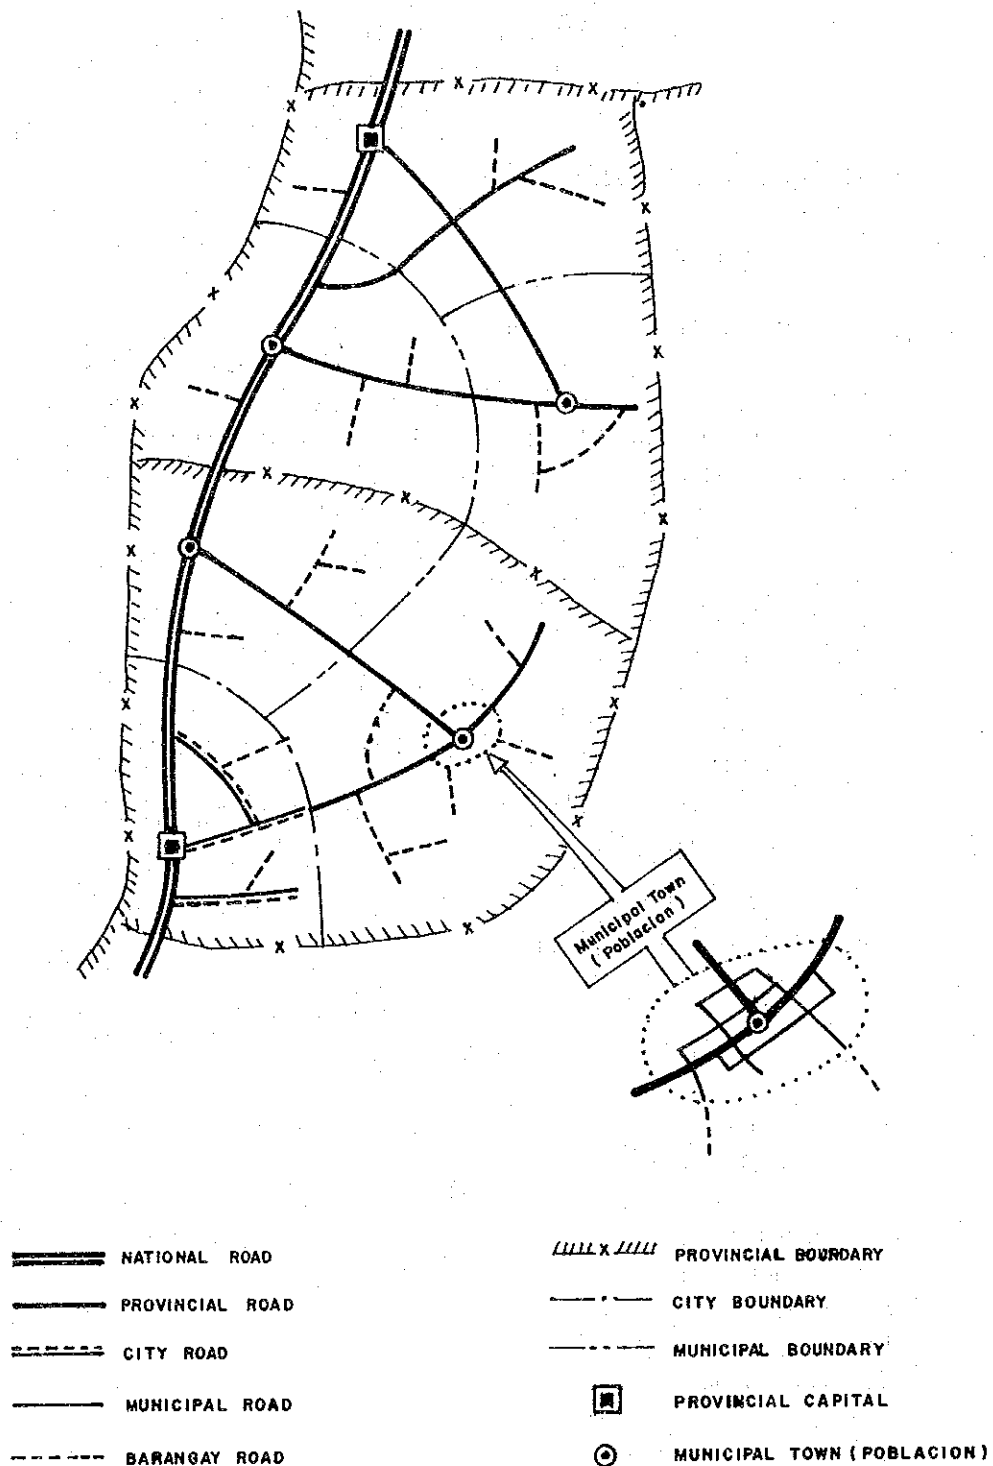 A
Municipal Town
(Poblacion)
NATIONAL ROAD
PROVINCIAL ROAD
CITY ROAD
MUNICIPAL ROAD
BARANGAY ROAD
x PROVINCIAL BOURDARY
CITY BOUNDARY
MUNICIPAL BOUNDARY
PROVINCIAL CAPITAL
MUNICIPAL TOWN (POBLACION)